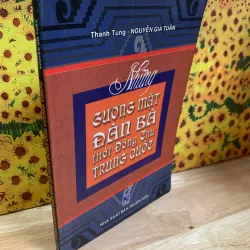 Thanh Tùng - NGUYỄN GIA TUẤN
Những
GƯƠNG MẶT
ĐÀN BÀ
thời Đông Chu
TRUNG QUỐC